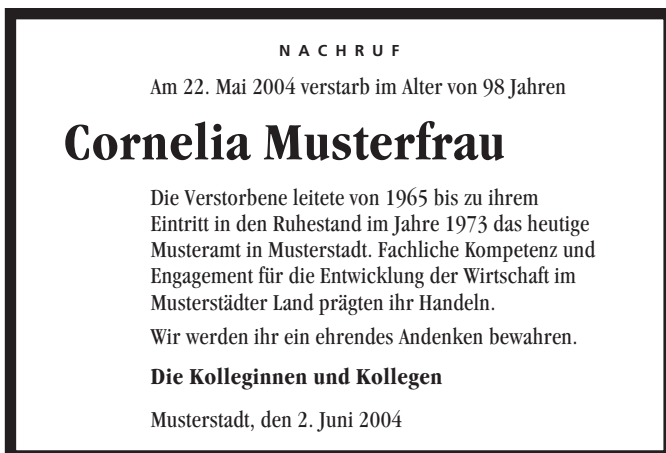 NACHRUF
Am 22. Mai 2004 verstarb im Alter von 98 Jahren
Cornelia Musterfrau
Die Verstorbene leitete von 1965 bis zu ihrem
Eintritt in den Ruhestand im Jahre 1973 das heutige
Musteramt in Musterstadt. Fachliche Kompetenz und
Engagement für die Entwicklung der Wirtschaft im
Musterstädter Land prägten ihr Handeln.
Wir werden ihr ein ehrendes Andenken bewahren.
Die Kolleginnen und Kollegen
Musterstadt, den 2. Juni 2004